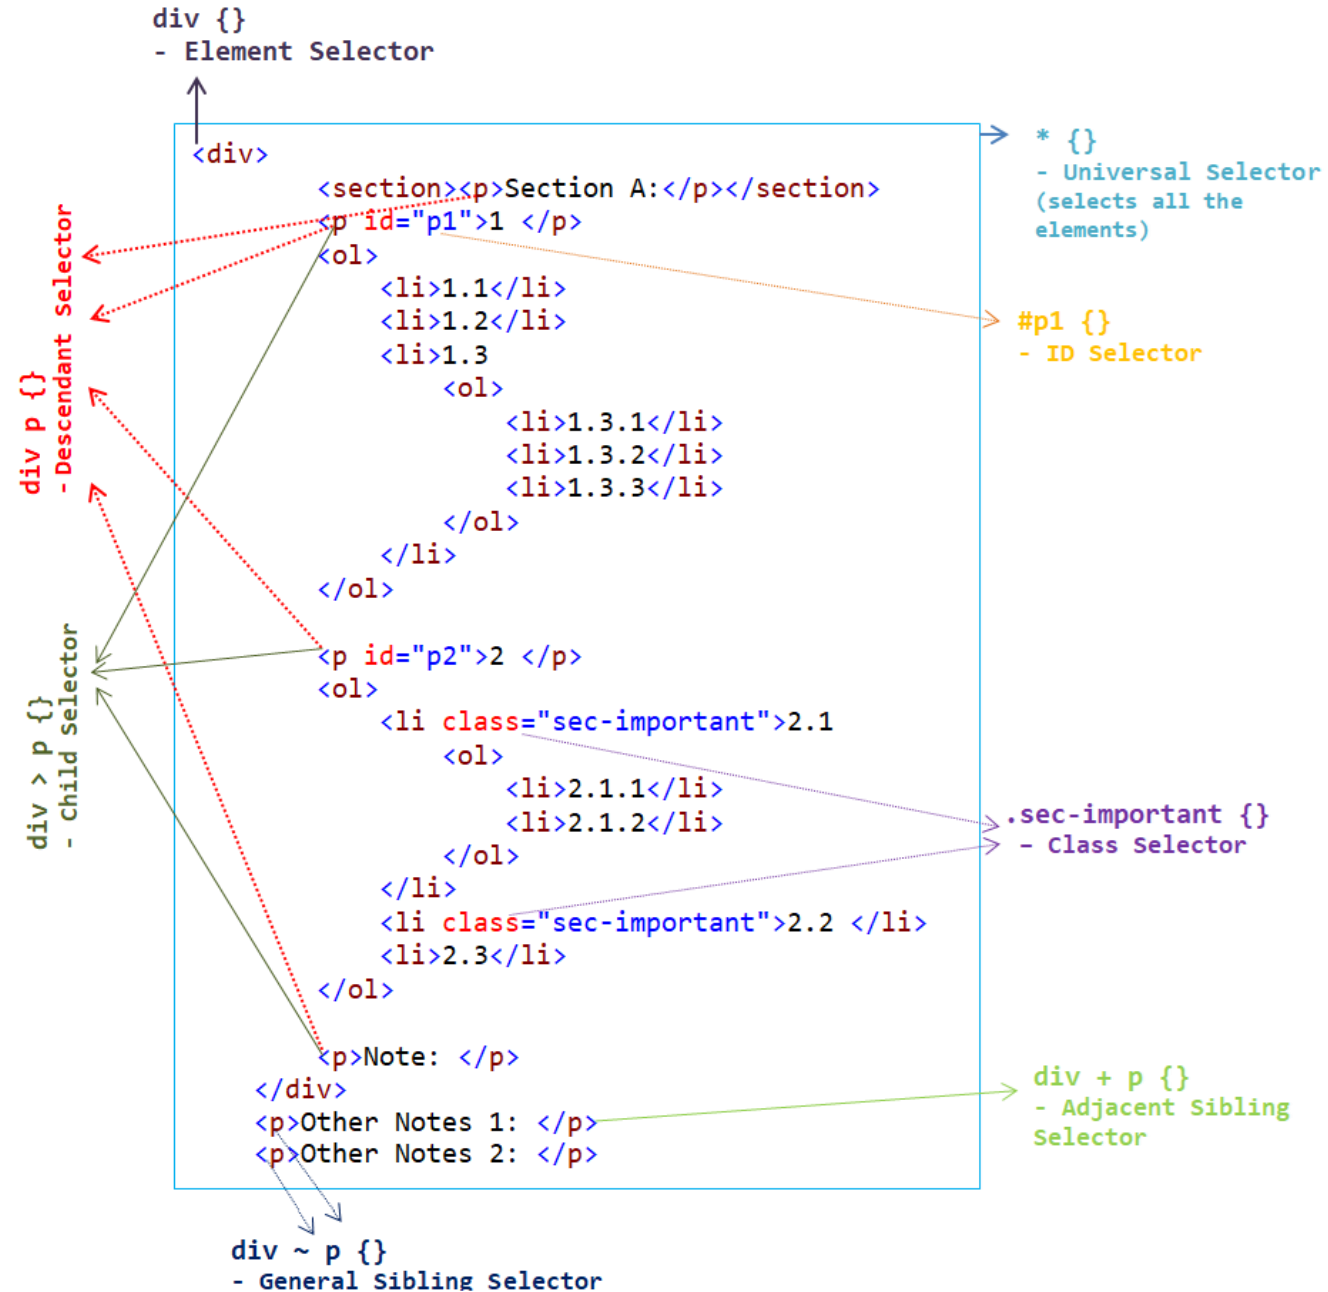 div {}
- Element Selector
* {}
- Universal Selector
(selects all the
elements)
<div>
<section><p>Section A:</p></section>
<p id="p1">1 </p>
<ol>
<li>1.1</li>
<li>1.2</li>
<li>1.3
<ol>
<li>1.3.1</li>
<li>1.3.2</li>
<li>1.3.3</li>
</ol>
</li>
</ol>
<p id="p2">2 </p>
<ol>
<li class="sec-important">2.1
<ol>
<li>2.1.1</li>
<li>2.1.2</li>
</ol>
</li>
<li class="sec-important">2.2 </li>
<li>2.3</li>
</ol>
<p>Note: </p>
</div>
<p>Other Notes 1: </p>
<p>Other Notes 2: </p>
div p {}
- Descendant Selector
div > p {}
- Child Selector
#p1 {}
- ID Selector
.sec-important {}
– Class Selector
div + p {}
- Adjacent Sibling
Selector
div ~ p {}
- General Sibling Selector